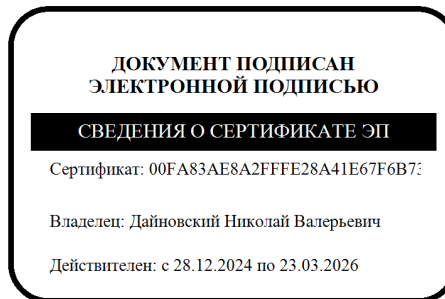 ДОКУМЕНТ ПОДПИСАН
ЭЛЕКТРОННОЙ ПОДПИСЬЮ
СВЕДЕНИЯ О СЕРТИФИКАТЕ ЭП
Сертификат: 00FA83AE8A2FFFE28A41E67F6B73
Владелец: Дайновский Николай Валерьевич
Действителен: с 28.12.2024 по 23.03.2026